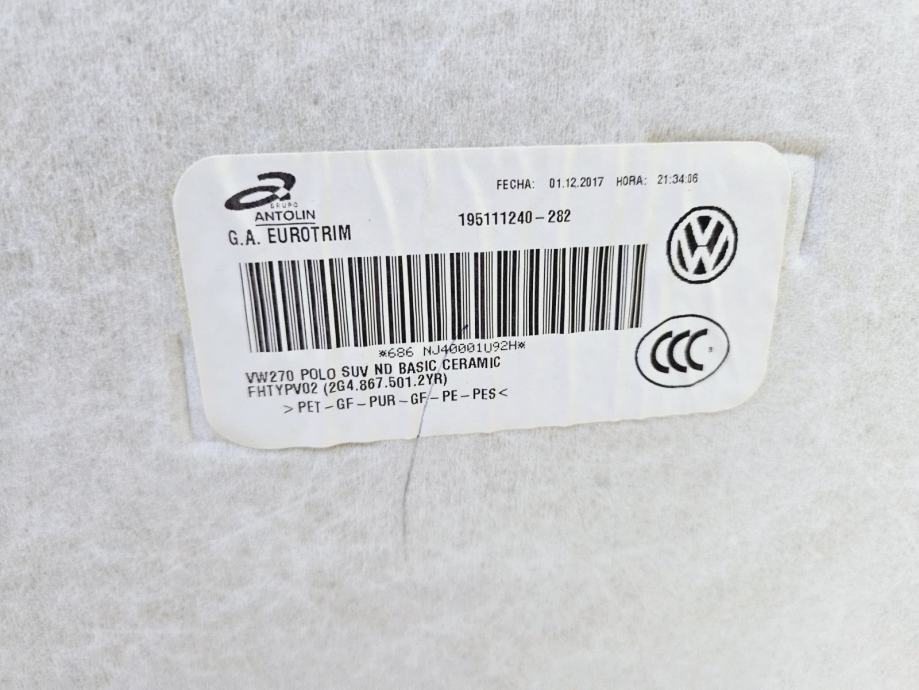 GRUPO
ANTOLIN
G.A. EUROTRIM
FECHA: 01.12.2017 HORA: 21:34:06
195111240-282
*686 NJ40001U92H*
VW270 POLO SUV ND BASIC CERAMIC
FHTYPV02 (2G4.867.501.2YR)
>PET-GF-PUR-GF-PE-PES<
CCC